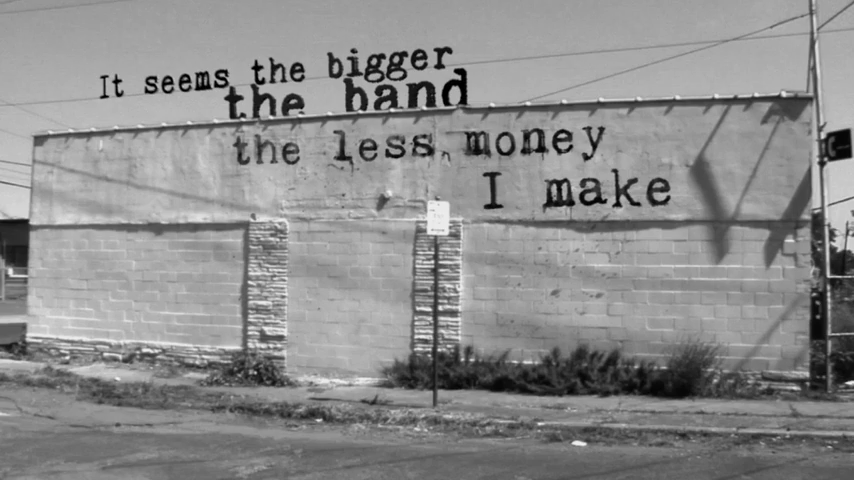 It seems the bigger
the band
the less money
I make